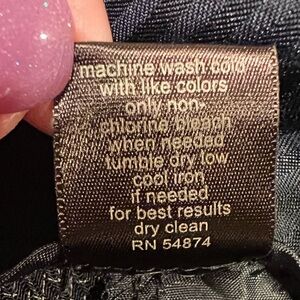 machine wash cold
with like colors
only non-
chlorine bleach
when needed
tumble dry low
cool iron
if needed
for best results
dry clean
RN 54874